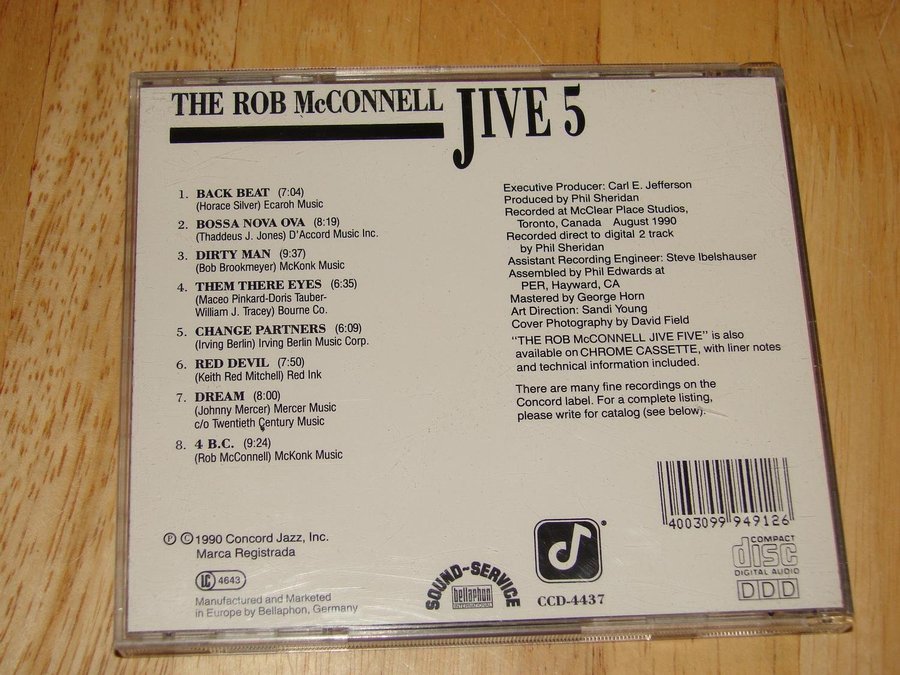 THE ROB McCONNELL JIVE 5
1. BACK BEAT (7:04)
(Horace Silver) Ecaroh Music
2. BOSSA NOVA OVA (8:19)
(Thaddeus J. Jones) D'Accord Music Inc.
3. DIRTY MAN (9:37)
(Bob Brookmeyer) McKonk Music
4. THEM THERE EYES (6:35)
(Maceo Pinkard-Doris Tauber-
William J. Tracey) Bourne Co.
5. CHANGE PARTNERS (6:09)
(Irving Berlin) Irving Berlin Music Corp.
6. RED DEVIL (7:50)
(Keith Red Mitchell) Red Ink
7. DREAM (8:00)
(Johnny Mercer) Mercer Music
c/o Twentieth Century Music
8. 4 B.C. (9:24)
(Rob McConnell) McKonk Music
Executive Producer: Carl E. Jefferson
Produced by Phil Sheridan
Recorded at McClear Place Studios,
Toronto, Canada August 1990
Recorded direct to digital 2 track
by Phil Sheridan
Assistant Recording Engineer: Steve Ibelshauser
Assembled by Phil Edwards at
PER, Hayward, CA
Mastered by George Horn
Art Direction: Sandi Young
Cover Photography by David Field
"THE ROB McCONNELL JIVE FIVE" is also
available on CHROME CASSETTE, with liner notes
and technical information included.
There are many fine recordings on the
Concord label. For a complete listing,
please write for catalog (see below).
℗ © 1990 Concord Jazz, Inc.
Marca Registrada
LC 4643
Manufactured and Marketed
in Europe by Bellaphon, Germany
SOUND-SERVICE
bellaphon
INTERNATIONAL
CCD-4437
4003099 949126
COMPACT
disc
DIGITAL AUDIO
DDD